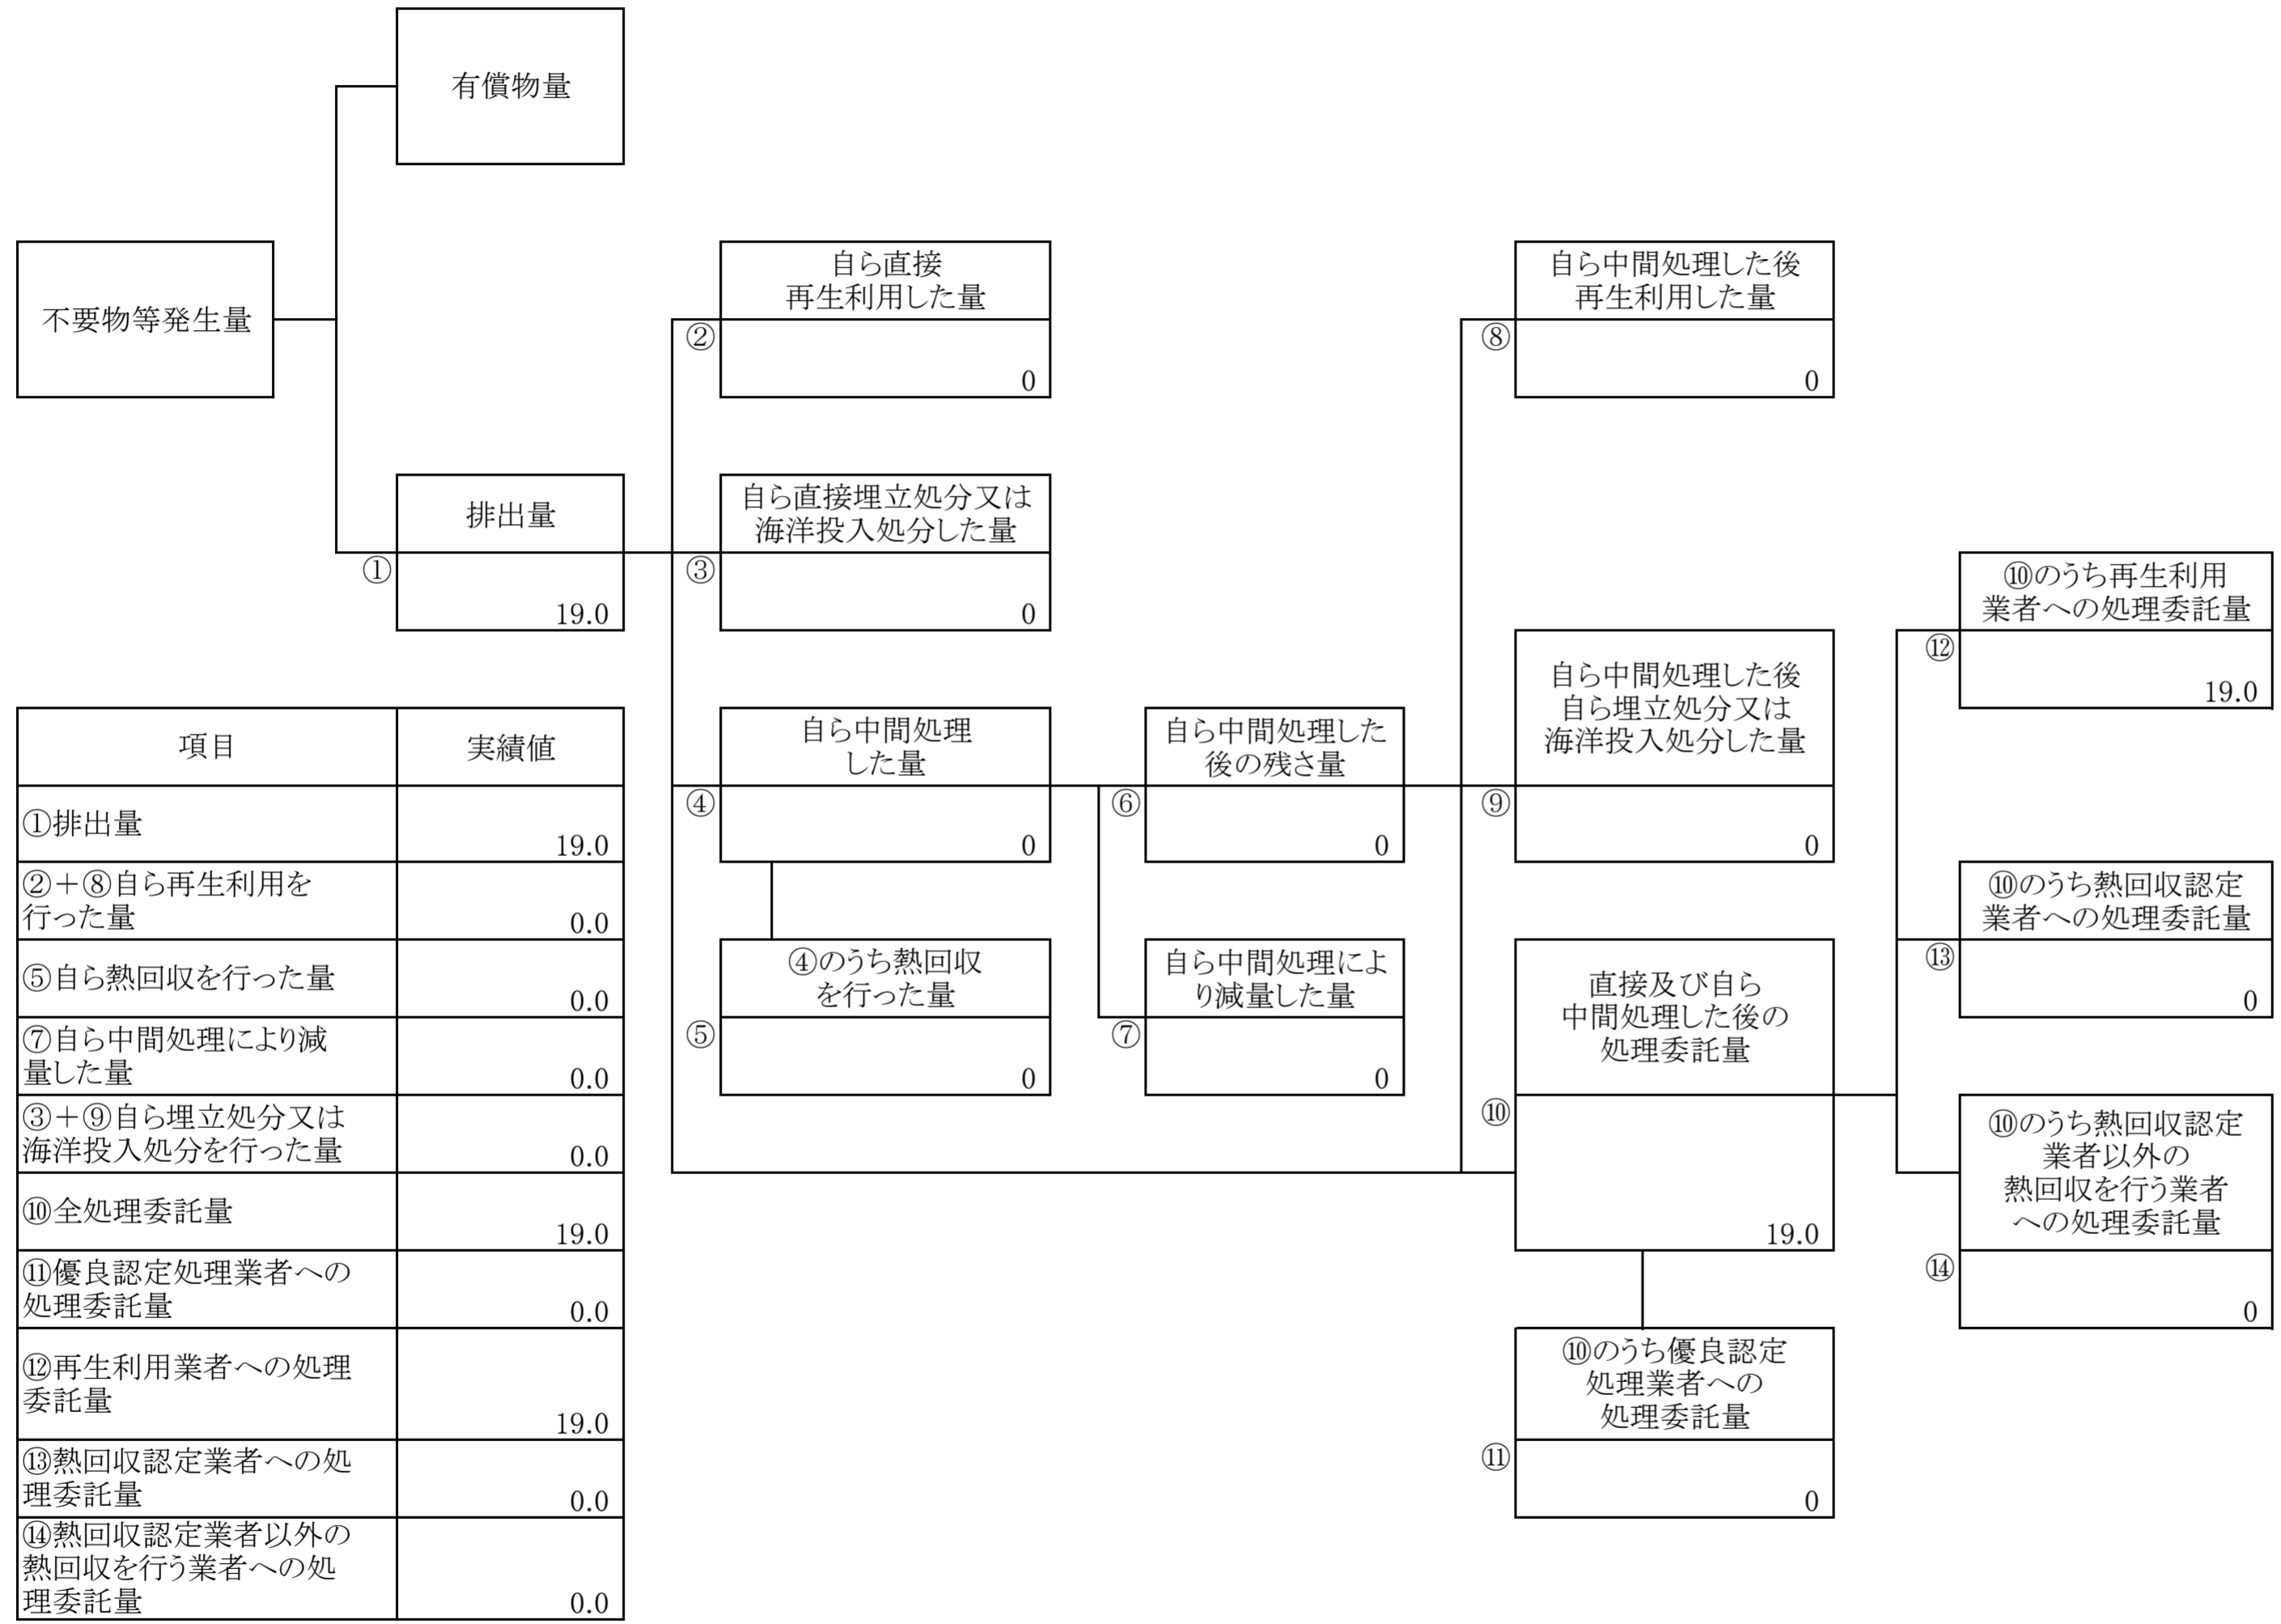 有償物量
不要物等発生量
自ら直接
再生利用した量
②
0
自ら中間処理した後
再生利用した量
⑧
0
排出量
①
19.0
自ら直接埋立処分又は
海洋投入処分した量
③
0
⑩のうち再生利用
業者への処理委託量
⑫
19.0
自ら中間処理した後
自ら埋立処分又は
海洋投入処分した量
⑨
0
自ら中間処理
した量
④
0
自ら中間処理した
後の残さ量
⑥
0
④のうち熱回収
を行った量
⑤
0
自ら中間処理によ
り減量した量
⑦
0
⑩のうち熱回収認定
業者への処理委託量
⑬
0
直接及び自ら
中間処理した後の
処理委託量
⑩
19.0
⑩のうち熱回収認定
業者以外の
熱回収を行う業者
への処理委託量
⑭
0
⑩のうち優良認定
処理業者への
処理委託量
⑪
0
項目 実績値
①排出量
19.0
②＋⑧自ら再生利用を
行った量
0.0
⑤自ら熱回収を行った量
0.0
⑦自ら中間処理により減
量した量
0.0
③＋⑨自ら埋立処分又は
海洋投入処分を行った量
0.0
⑩全処理委託量
19.0
⑪優良認定処理業者への
処理委託量
0.0
⑫再生利用業者への処理
委託量
19.0
⑬熱回収認定業者への処
理委託量
0.0
⑭熱回収認定業者以外の
熱回収を行う業者への処
理委託量
0.0